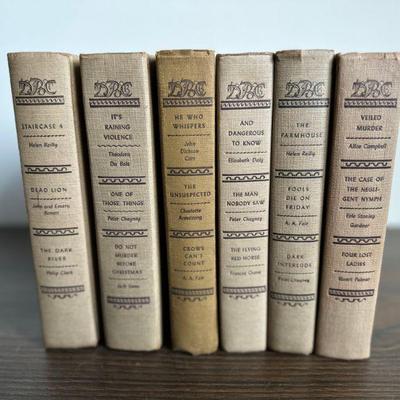 DBC
STAIRCASE 4
Helen Reilly
DEAD LION
John and Emery
Bonett
THE DARK
RIVER
Philip Clark
DBC
IT'S
RAINING
VIOLENCE
Theodora
Du Bois
ONE OF
THOSE THINGS
Peter Cheyney
DO NOT
MURDER
BEFORE
CHRISTMAS
Jack Iams
DBC
HE WHO
WHISPERS
John
Dickson
Carr
THE
UNSUSPECTED
Charlotte
Armstrong
CROWS
CAN'T
COUNT
A. A. Fair
DBC
AND
DANGEROUS
TO KNOW
Elizabeth Daly
THE MAN
NOBODY SAW
Peter Cheyney
THE FLYING
RED HORSE
Frances Crane
DBC
THE
FARMHOUSE
Helen Reilly
FOOLS
DIE ON
FRIDAY
A. A. Fair
DARK
INTERLUDE
Peter Cheyney
DBC
VEILED
MURDER
Alice Campbell
THE CASE OF
THE NEGLI-
GENT NYMPH
Erle Stanley
Gardner
FOUR LOST
LADIES
Stuart Palmer